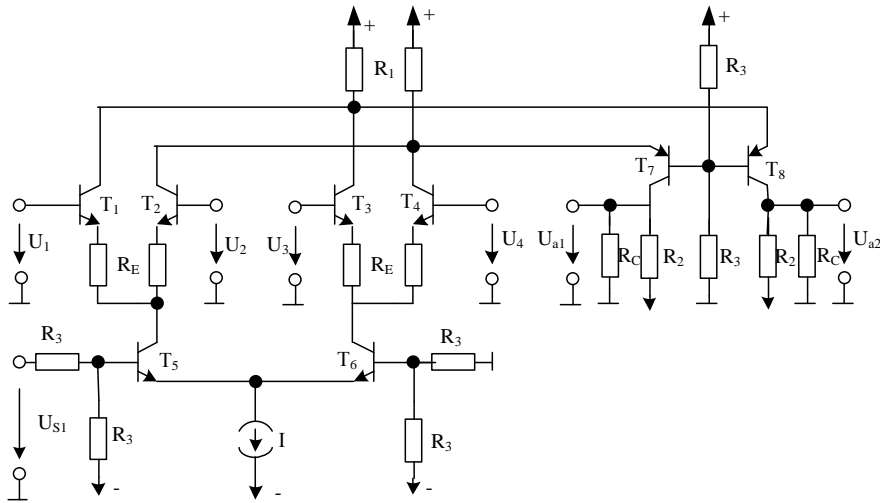 + + +
R1 R3
T7 T8
T1 T2 T3 T4
U1 RE U2 U3 RE U4 Ua1 RC R2 R3 R2 RC Ua2
R3 T5 T6 R3
US1 R3 I R3
- - -